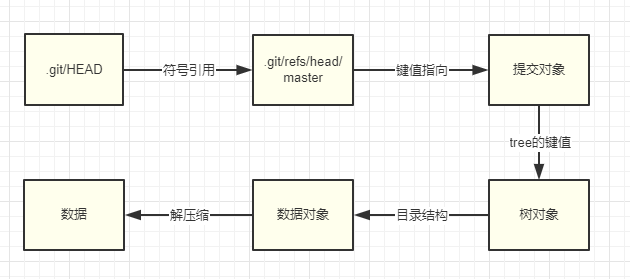 .git/HEAD
符号引用
.git/refs/head/
master
键值指向
提交对象
tree的键值
树对象
目录结构
数据对象
解压缩
数据